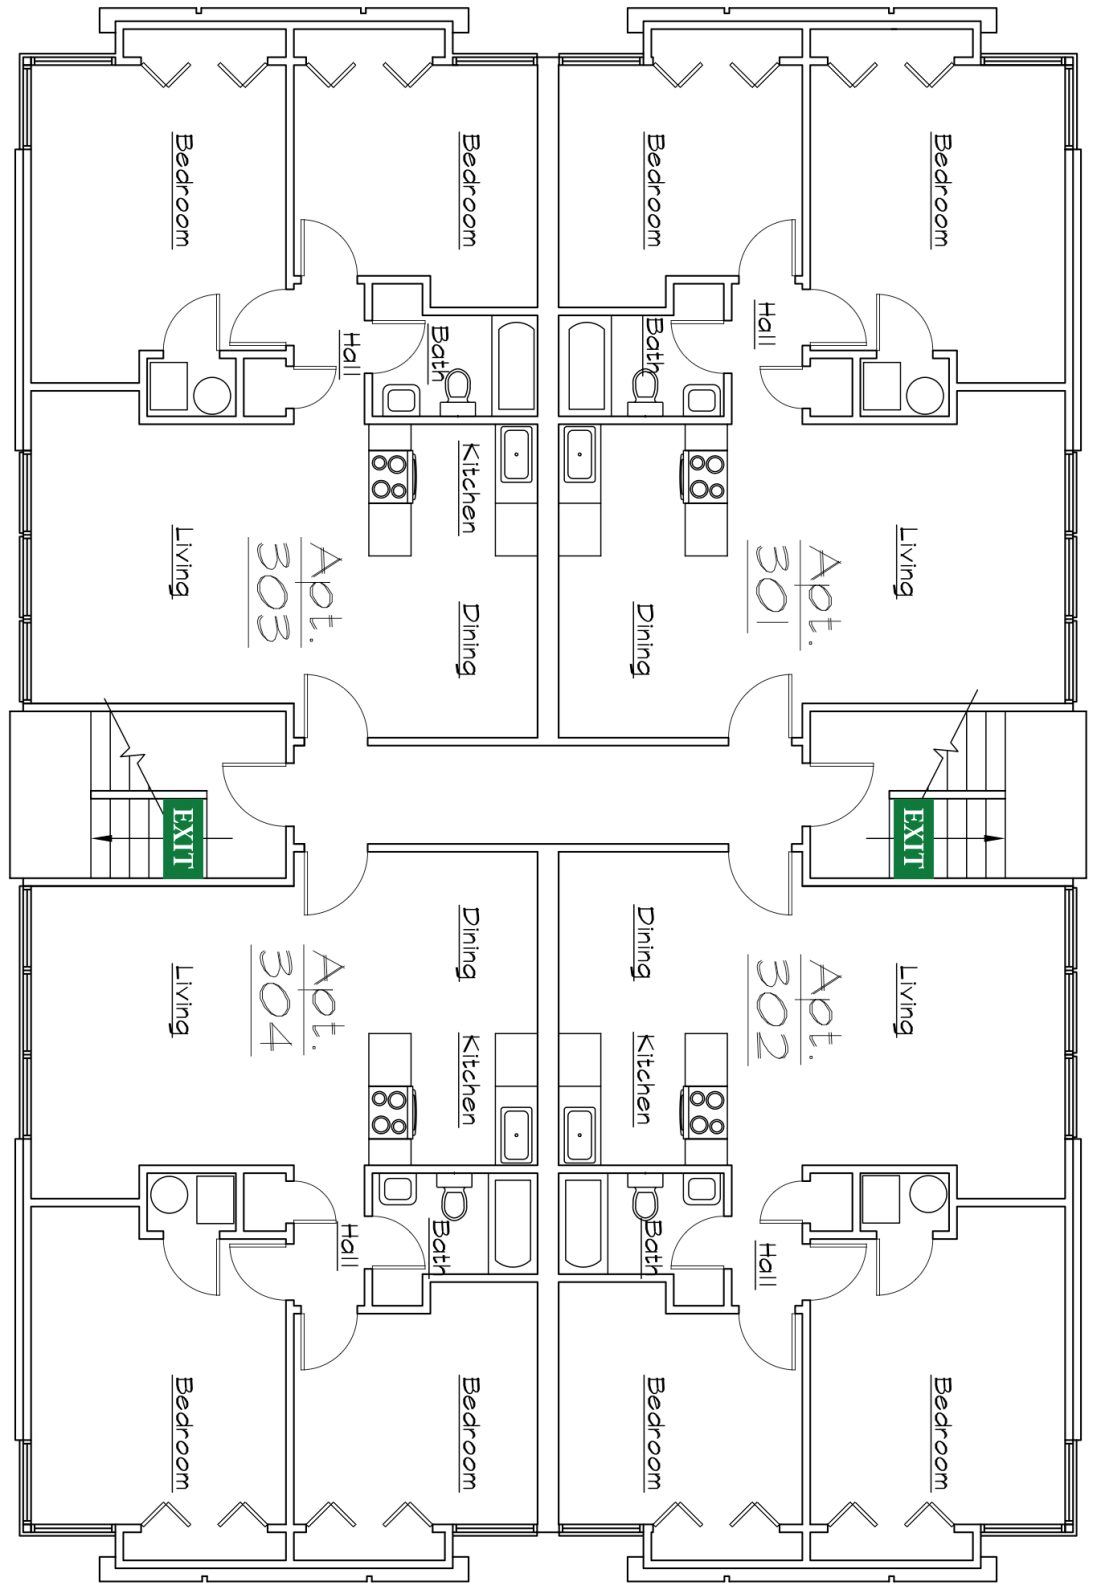 Bedroom
Living
EXIT
Living
Bedroom
Hall
Apt.
301
Apt.
302
Hall
Bedroom
Bath
Dining
Dining
Kitchen
Bath
Bedroom
Bedroom
Kitchen
Dining
Dining
Kitchen
Bedroom
Bath
Bath
Hall
Apt.
303
Apt.
304
Hall
Bedroom
Living
EXIT
Living
Bedroom